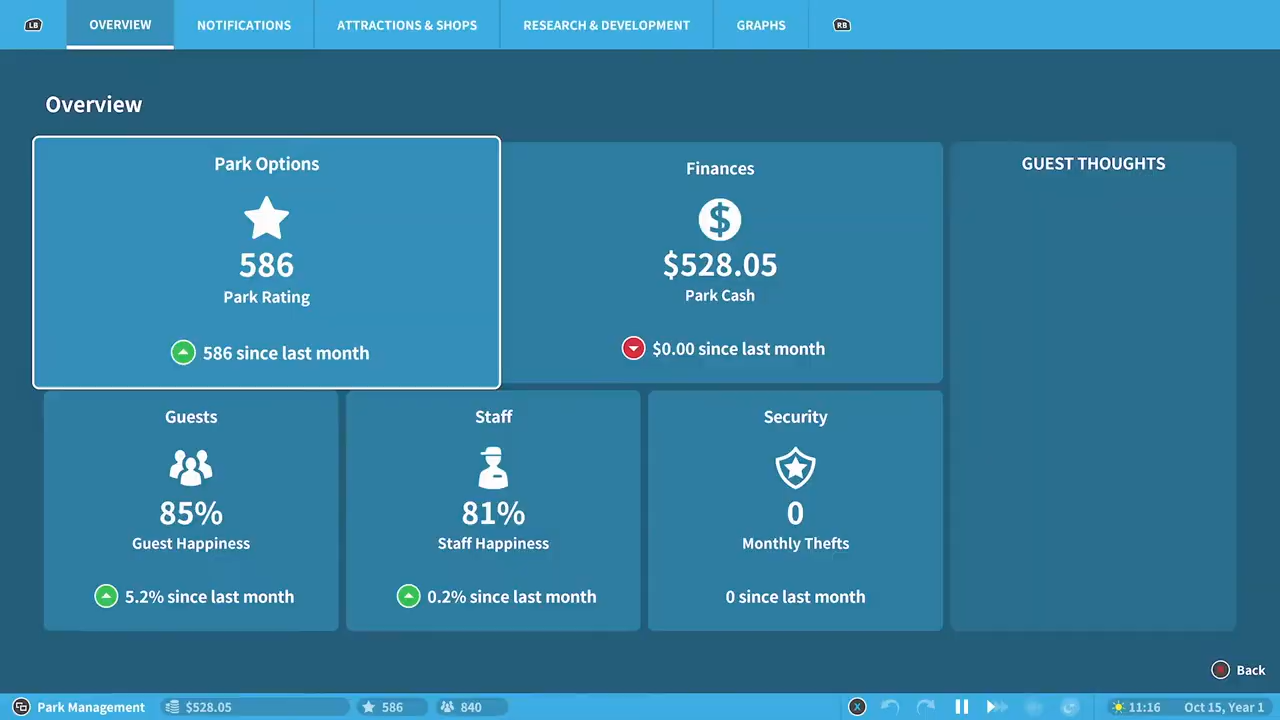 LB OVERVIEW NOTIFICATIONS ATTRACTIONS & SHOPS RESEARCH & DEVELOPMENT GRAPHS RB
Overview
Park Options
586
Park Rating
586 since last month
Finances
$
$528.05
Park Cash
$0.00 since last month
GUEST THOUGHTS
Guests
85%
Guest Happiness
5.2% since last month
Staff
81%
Staff Happiness
0.2% since last month
Security
0
Monthly Thefts
0 since last month
Back
Park Management $528.05 586 840 X 11:16 Oct 15, Year 1